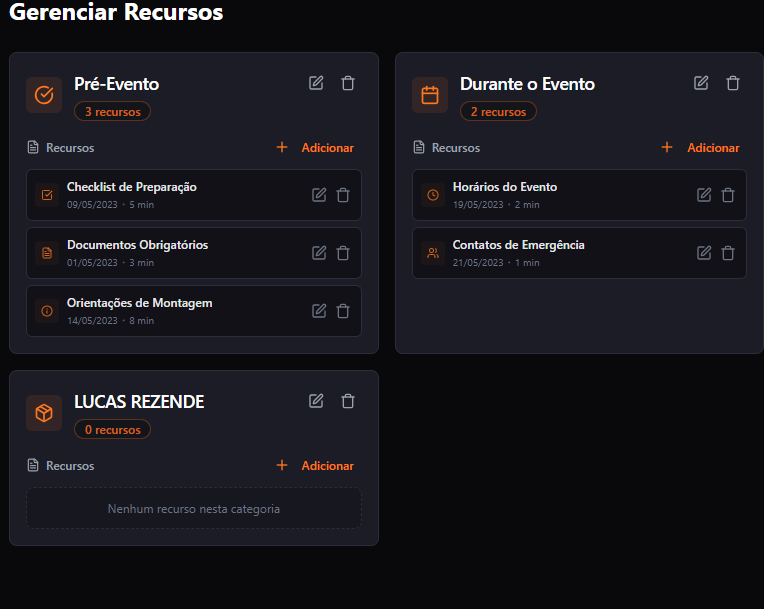 Gerenciar Recursos
Pré-Evento
3 recursos
Recursos
Adicionar
Checklist de Preparação
09/05/2023 • 5 min
Documentos Obrigatórios
01/05/2023 • 3 min
Orientações de Montagem
14/05/2023 • 8 min
Durante o Evento
2 recursos
Recursos
Adicionar
Horários do Evento
19/05/2023 • 2 min
Contatos de Emergência
21/05/2023 • 1 min
LUCAS REZENDE
0 recursos
Recursos
Adicionar
Nenhum recurso nesta categoria